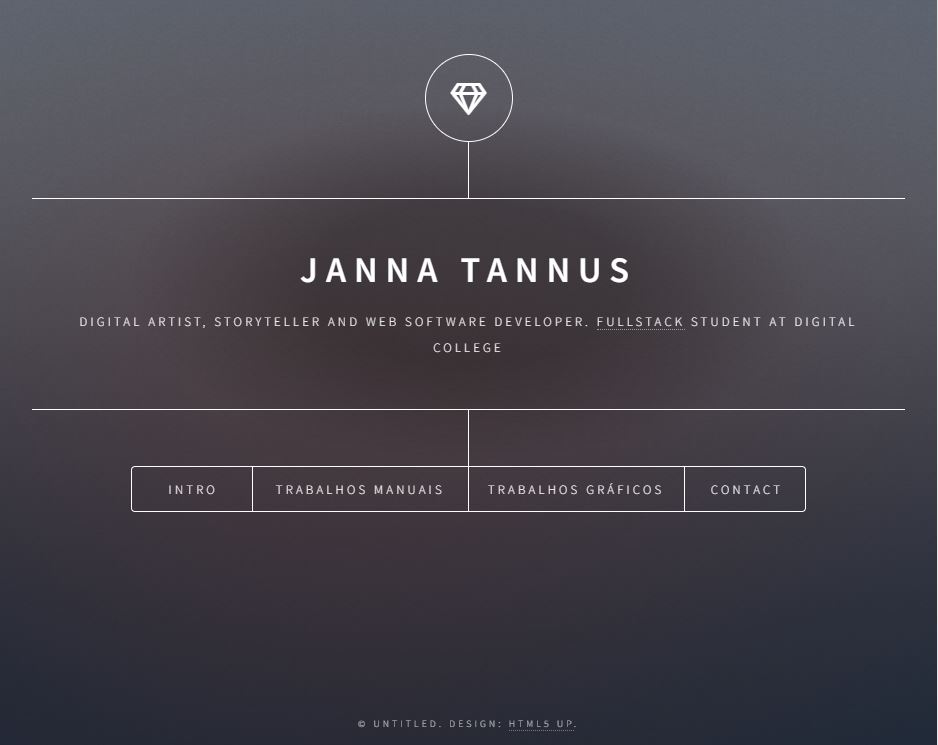 JANNA TANNUS
DIGITAL ARTIST, STORYTELLER AND WEB SOFTWARE DEVELOPER. FULLSTACK STUDENT AT DIGITAL
COLLEGE
INTRO TRABALHOS MANUAIS TRABALHOS GRÁFICOS CONTACT
© UNTITLED. DESIGN: HTML5 UP.